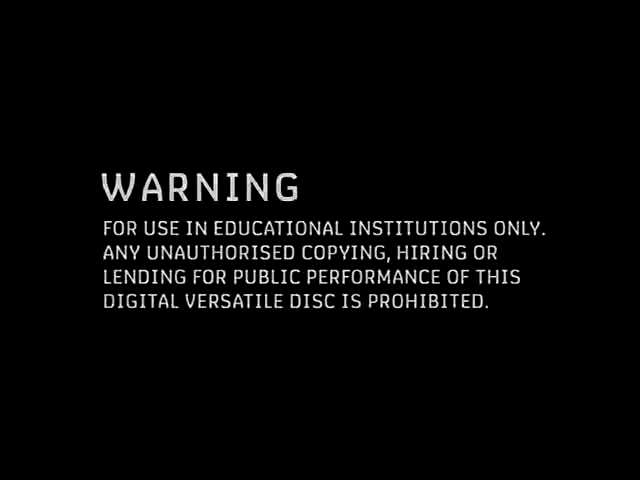 WARNING
FOR USE IN EDUCATIONAL INSTITUTIONS ONLY.
ANY UNAUTHORISED COPYING, HIRING OR
LENDING FOR PUBLIC PERFORMANCE OF THIS
DIGITAL VERSATILE DISC IS PROHIBITED.